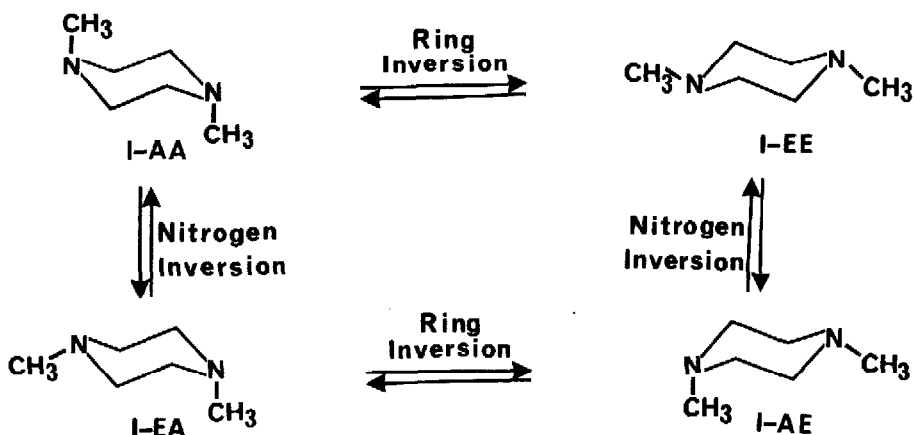 CH3
N
N
CH3
I-AA
Ring
Inversion
CH3
N
N
CH3
I-EE
Nitrogen
Inversion
Nitrogen
Inversion
CH3
N
N
CH3
I-EA
Ring
Inversion
N
N
CH3
CH3
I-AE